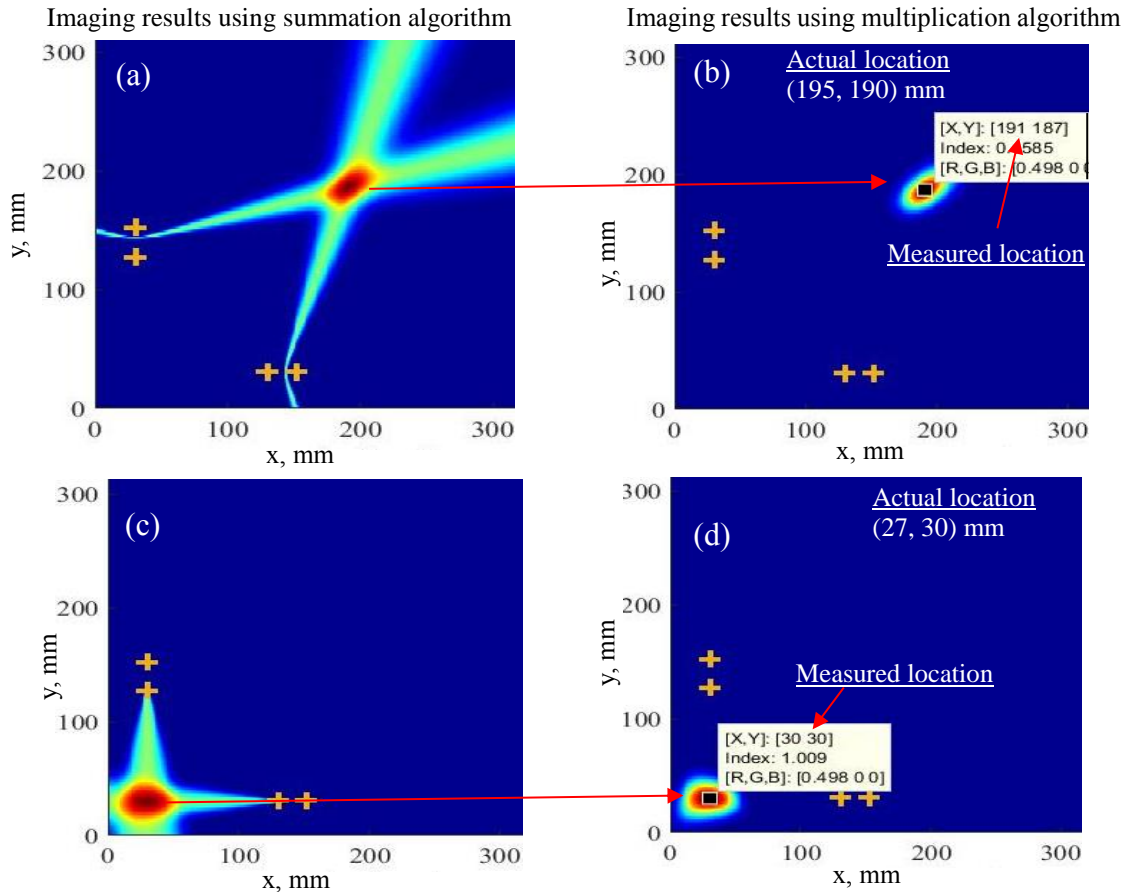 Imaging results using summation algorithm
Imaging results using multiplication algorithm
(a)
300
200
100
0
y, mm
0
100
200
300
x, mm
(b)
Actual location
(195, 190) mm
[X,Y]: [191 187]
Index:
[R,G,B]: [0.498 0
Measured location
300
200
100
0
y, mm
0
100
200
300
x, mm
(c)
300
200
100
0
y, mm
0
100
200
300
x, mm
(d)
Actual location
(27, 30) mm
Measured location
[X,Y]: [30 30]
Index: 1.009
[R,G,B]: [0.498 0 0]
300
200
100
0
y, mm
0
100
200
300
x, mm